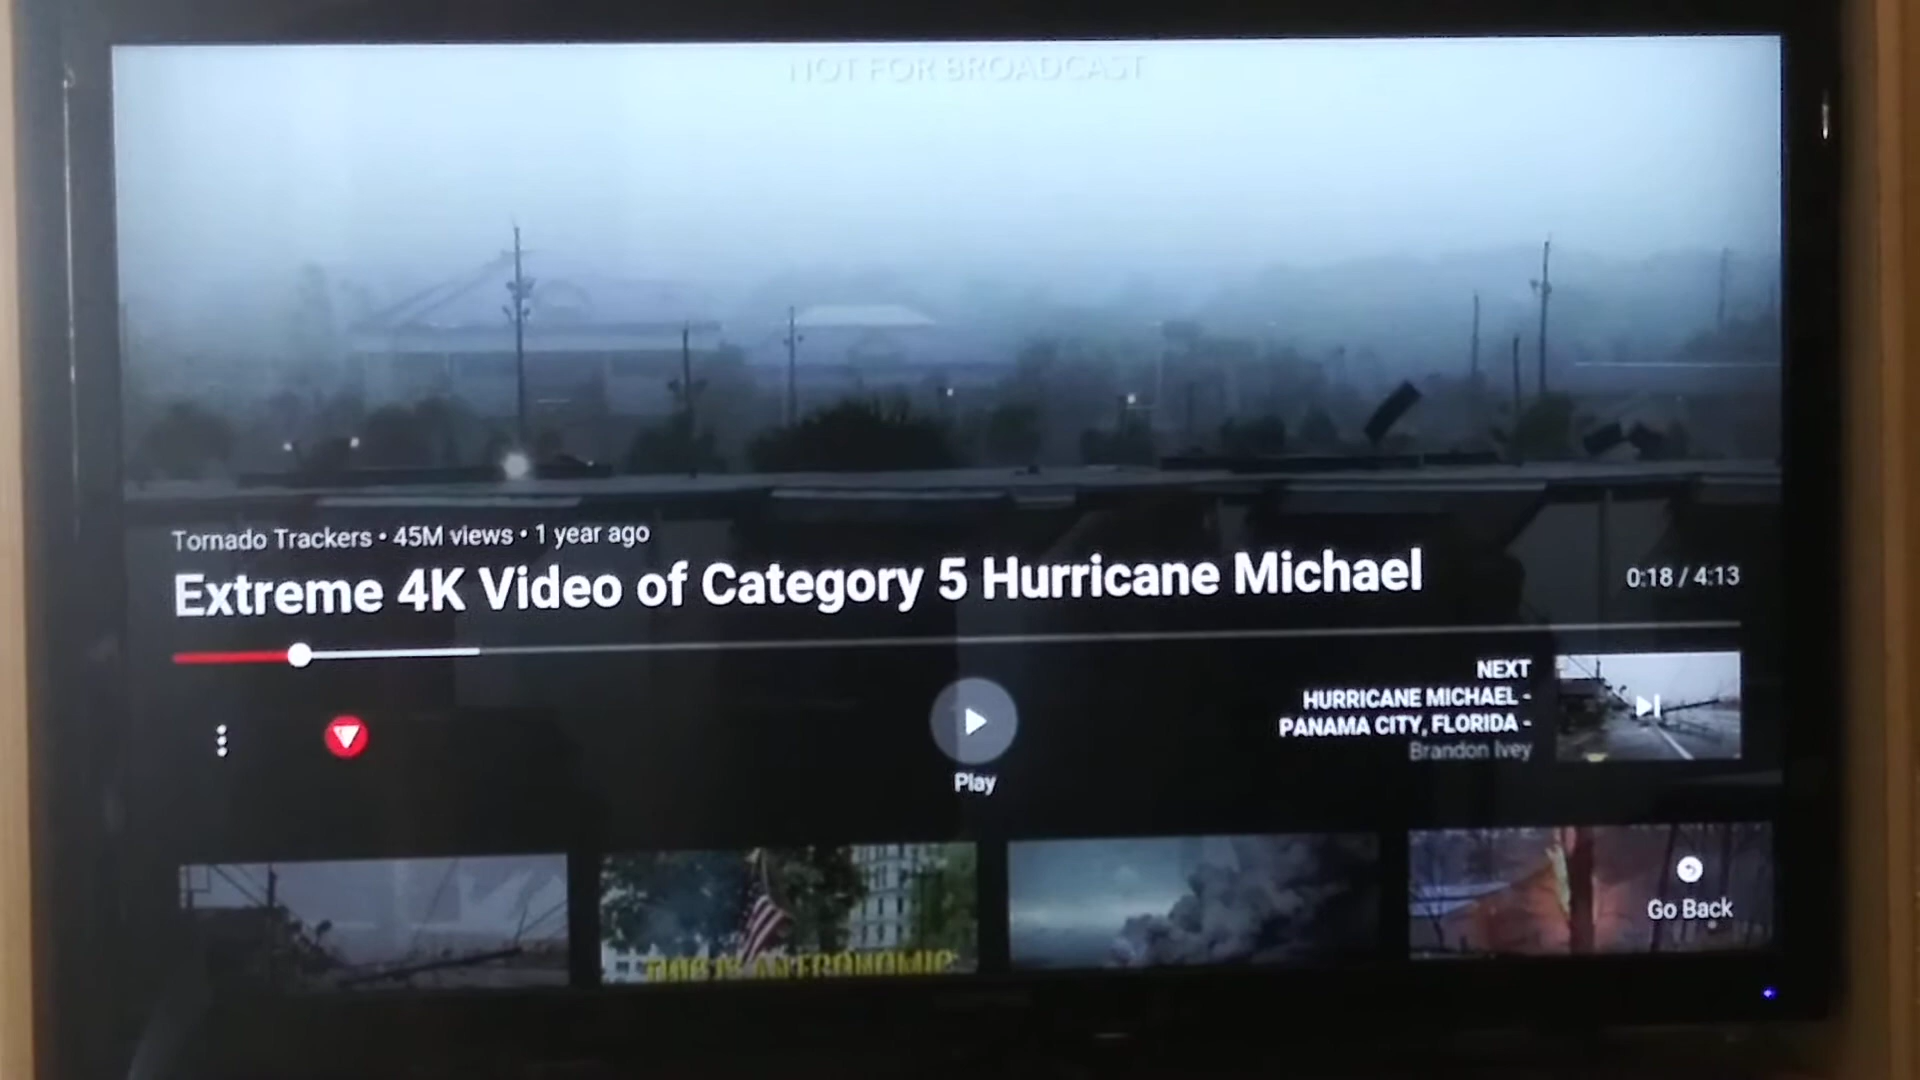 NOT FOR BROADCAST
Tornado Trackers • 45M views • 1 year ago
Extreme 4K Video of Category 5 Hurricane Michael
0:18 / 4:13
NEXT
HURRICANE MICHAEL -
PANAMA CITY, FLORIDA -
Brandon Ivey
Play
Go Back